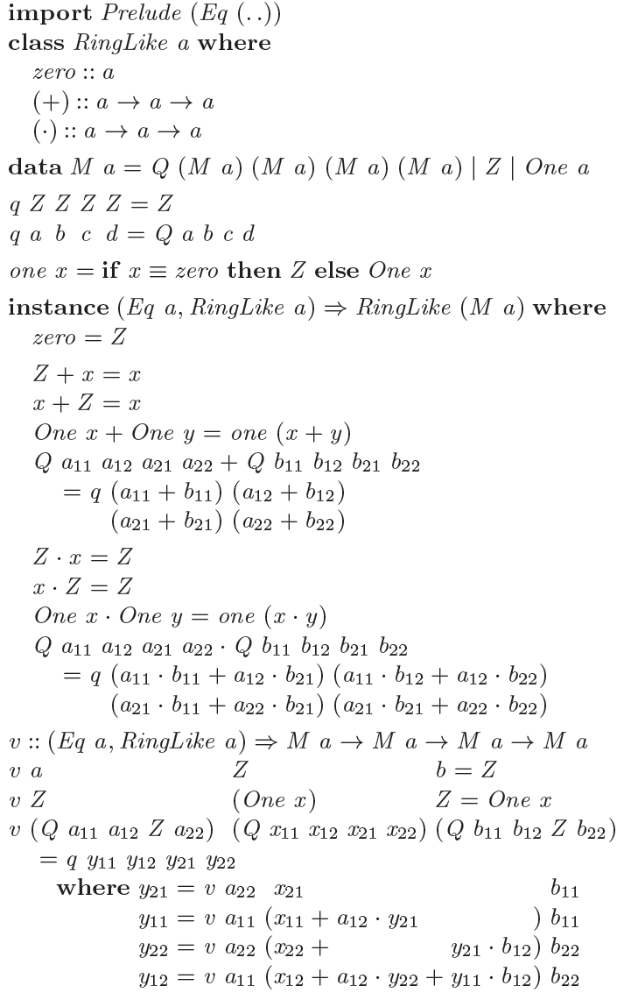 import Prelude (Eq (. .))
class RingLike a where
zero :: a
(+) :: a → a → a
(·) :: a → a → a
data M a = Q (M a) (M a) (M a) (M a) | Z | One a
q Z Z Z Z = Z
q a b c d = Q a b c d
one x = if x ≡ zero then Z else One x
instance (Eq a, RingLike a) ⇒ RingLike (M a) where
zero = Z
Z + x = x
x + Z = x
One x + One y = one (x + y)
Q a₁₁ a₁₂ a₂₁ a₂₂ + Q b₁₁ b₁₂ b₂₁ b₂₂
= q (a₁₁ + b₁₁) (a₁₂ + b₁₂)
(a₂₁ + b₂₁) (a₂₂ + b₂₂)
Z · x = Z
x · Z = Z
One x · One y = one (x · y)
Q a₁₁ a₁₂ a₂₁ a₂₂ · Q b₁₁ b₁₂ b₂₁ b₂₂
= q (a₁₁ · b₁₁ + a₁₂ · b₂₁) (a₁₁ · b₁₂ + a₁₂ · b₂₂)
(a₂₁ · b₁₁ + a₂₂ · b₂₁) (a₂₁ · b₂₁ + a₂₂ · b₂₂)
v :: (Eq a, RingLike a) ⇒ M a → M a → M a → M a
v a Z b = Z
v Z (One x) Z = One x
v (Q a₁₁ a₁₂ Z a₂₂) (Q x₁₁ x₁₂ x₂₁ x₂₂) (Q b₁₁ b₁₂ Z b₂₂)
= q y₁₁ y₁₂ y₂₁ y₂₂
where y₂₁ = v a₂₂ x₂₁ b₁₁
y₁₁ = v a₁₁ (x₁₁ + a₁₂ · y₂₁ ) b₁₁
y₂₂ = v a₂₂ (x₂₂ + y₂₁ · b₁₂) b₂₂
y₁₂ = v a₁₁ (x₁₂ + a₁₂ · y₂₂ + y₁₁ · b₁₂) b₂₂